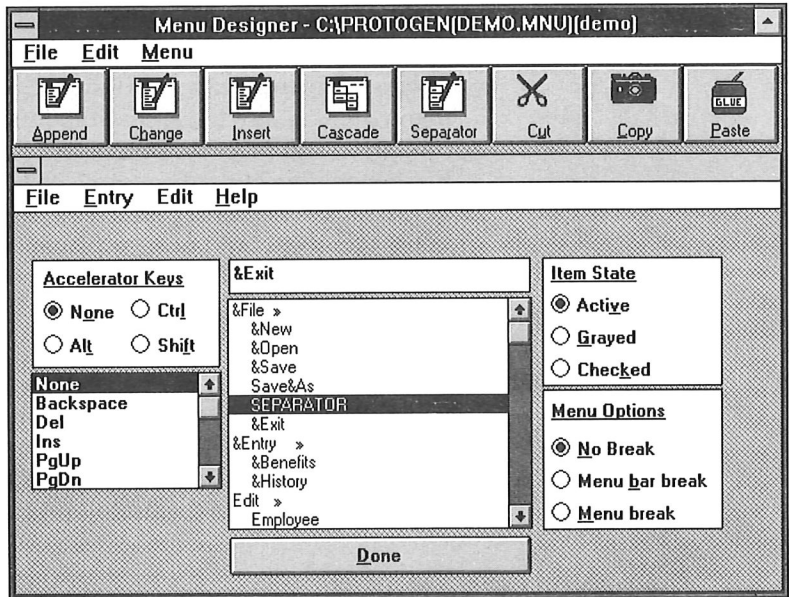 Menu Designer - C:\PROTOGEN(DEMO.MNU)(demo)
File Edit Menu
Append Change Insert Cascade Separator Cut Copy Paste
GLUE
File Entry Edit Help
Accelerator Keys
None Ctrl
Alt Shift
None
Backspace
Del
Ins
PgUp
PgDn
&Exit
&File »
&New
&Open
&Save
Save&As
SEPARATOR
&Exit
&Entry »
&Benefits
&History
Edit »
Employee
Done
Item State
Active
Grayed
Checked
Menu Options
No Break
Menu bar break
Menu break